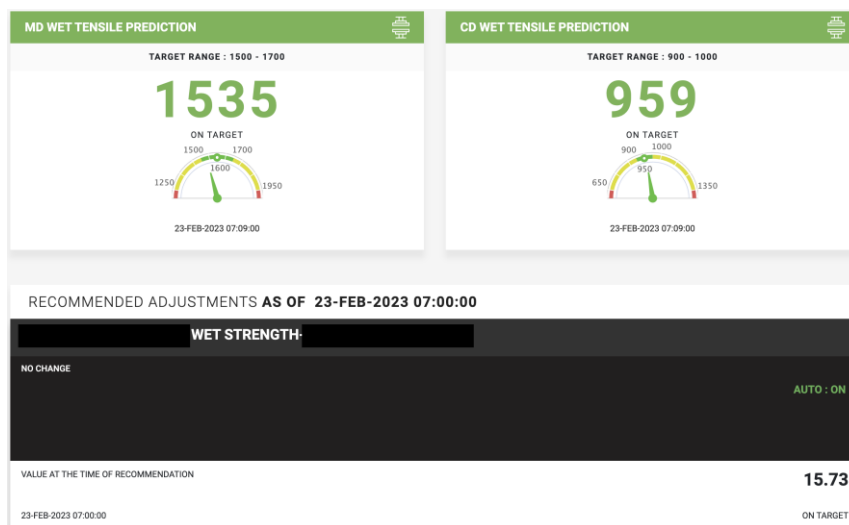 MD WET TENSILE PREDICTION
TARGET RANGE : 1500 - 1700
1535
ON TARGET
1500 1700
1600
1250 1950
23-FEB-2023 07:09:00
CD WET TENSILE PREDICTION
TARGET RANGE : 900 - 1000
959
ON TARGET
900 1000
950
650 1350
23-FEB-2023 07:09:00
RECOMMENDED ADJUSTMENTS AS OF 23-FEB-2023 07:00:00
WET STRENGTH-
NO CHANGE
AUTO : ON
VALUE AT THE TIME OF RECOMMENDATION
15.73
23-FEB-2023 07:00:00
ON TARGET